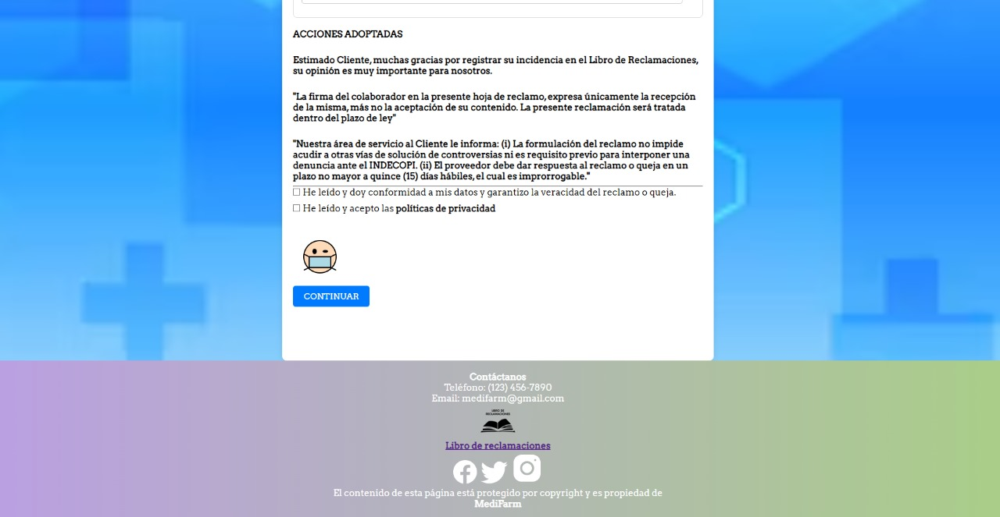 ACCIONES ADOPTADAS
Estimado Cliente, muchas gracias por registrar su incidencia en el Libro de Reclamaciones,
su opinión es muy importante para nosotros.
"La firma del colaborador en la presente hoja de reclamo, expresa únicamente la recepción
de la misma, más no la aceptación de su contenido. La presente reclamación será tratada
dentro del plazo de ley"
"Nuestra área de servicio al Cliente le informa: (i) La formulación del reclamo no impide
acudir a otras vías de solución de controversias ni es requisito previo para interponer una
denuncia ante el INDECOPI. (ii) El proveedor debe dar respuesta al reclamo o queja en un
plazo no mayor a quince (15) días hábiles, el cual es improrrogable."
He leído y doy conformidad a mis datos y garantizo la veracidad del reclamo o queja.
He leído y acepto las políticas de privacidad
CONTINUAR
Contáctanos
Teléfono: (123) 456-7890
Email: medifarm@gmail.com
LIBRO DE
RECLAMACIONES
Libro de reclamaciones
El contenido de esta página está protegido por copyright y es propiedad de
MediFarm